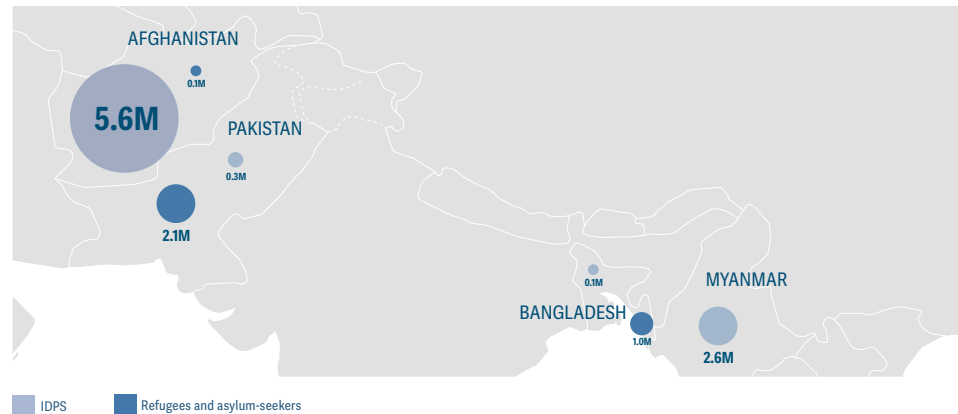 AFGHANISTAN
0.1M
5.6M
PAKISTAN
0.3M
2.1M
0.1M
MYANMAR
BANGLADESH
1.0M
2.6M
IDPS
Refugees and asylum-seekers